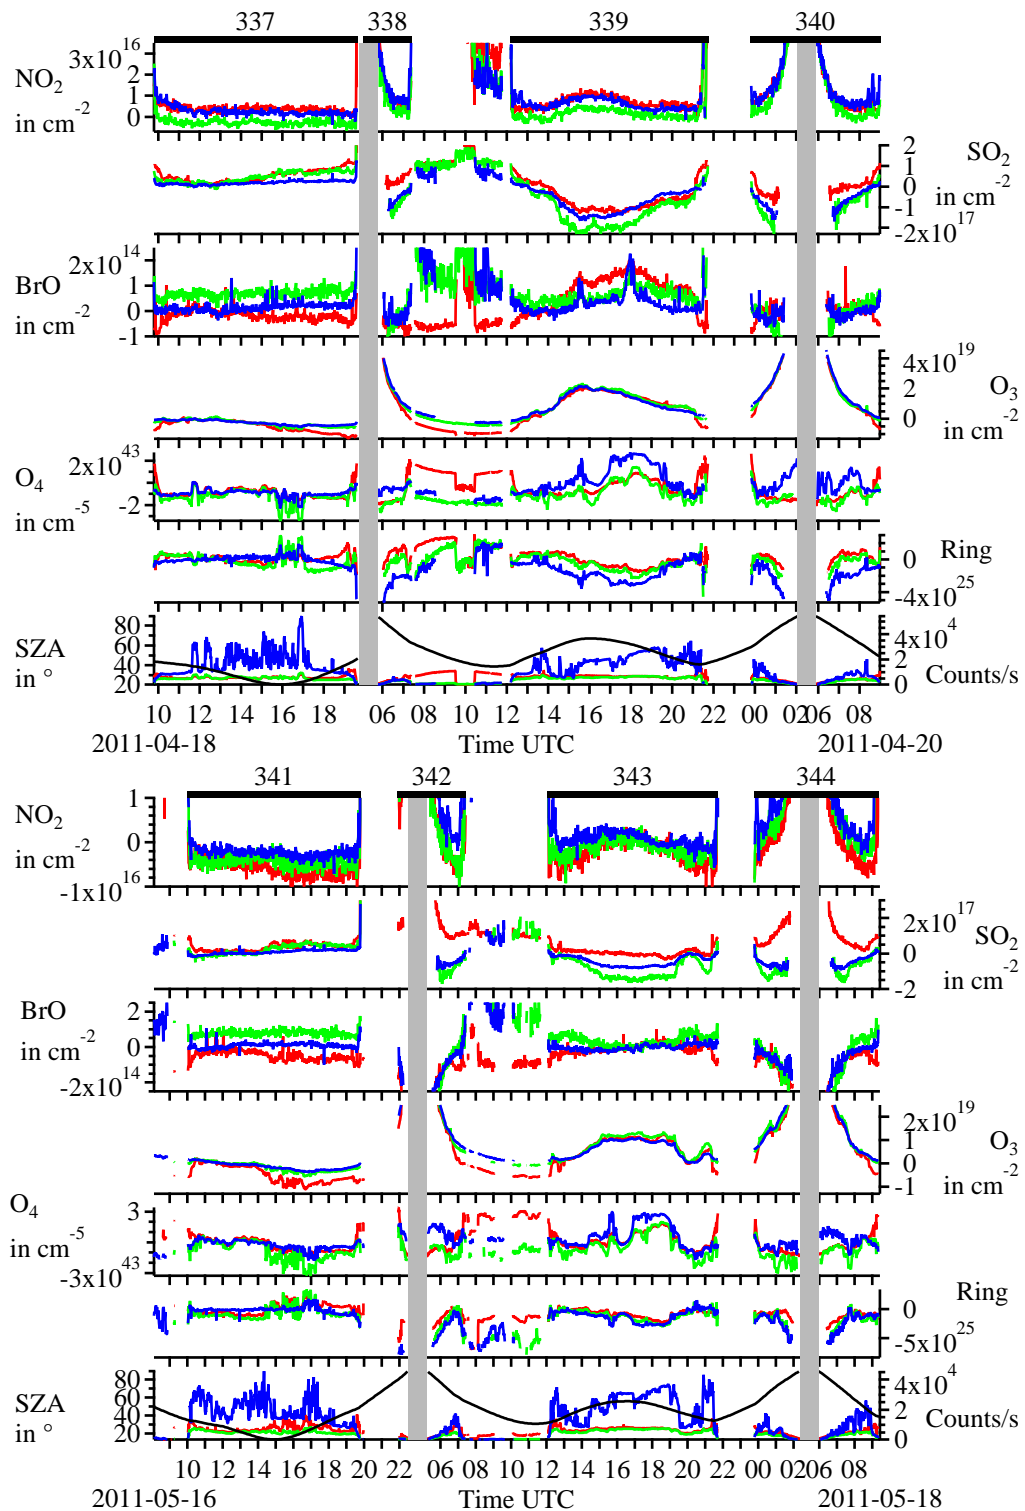 337 338 339 340
3x10^16
2
1
0
NO2
in cm^-2
2
1
0
-1
-2x10^17
SO2
in cm^-2
2x10^14
1
0
-1
BrO
in cm^-2
4x10^19
2
0
O3
in cm^-2
2x10^43
-2
O4
in cm^-5
0
-4x10^25
Ring
80
60
40
20
SZA
in °
4x10^4
2
0
Counts/s
10 12 14 16 18 06 08 10 12 14 16 18 20 22 00 02 06 08
2011-04-18 Time UTC 2011-04-20
341 342 343 344
1
0
-1x10^16
NO2
in cm^-2
2x10^17
0
-2
SO2
in cm^-2
2
0
-2x10^14
BrO
in cm^-2
2x10^19
1
0
-1
O3
in cm^-2
3
-3x10^43
O4
in cm^-5
0
-5x10^25
Ring
80
60
40
20
SZA
in °
4x10^4
2
0
Counts/s
10 12 14 16 18 20 22 06 08 10 12 14 16 18 20 22 00 02 06 08
2011-05-16 Time UTC 2011-05-18